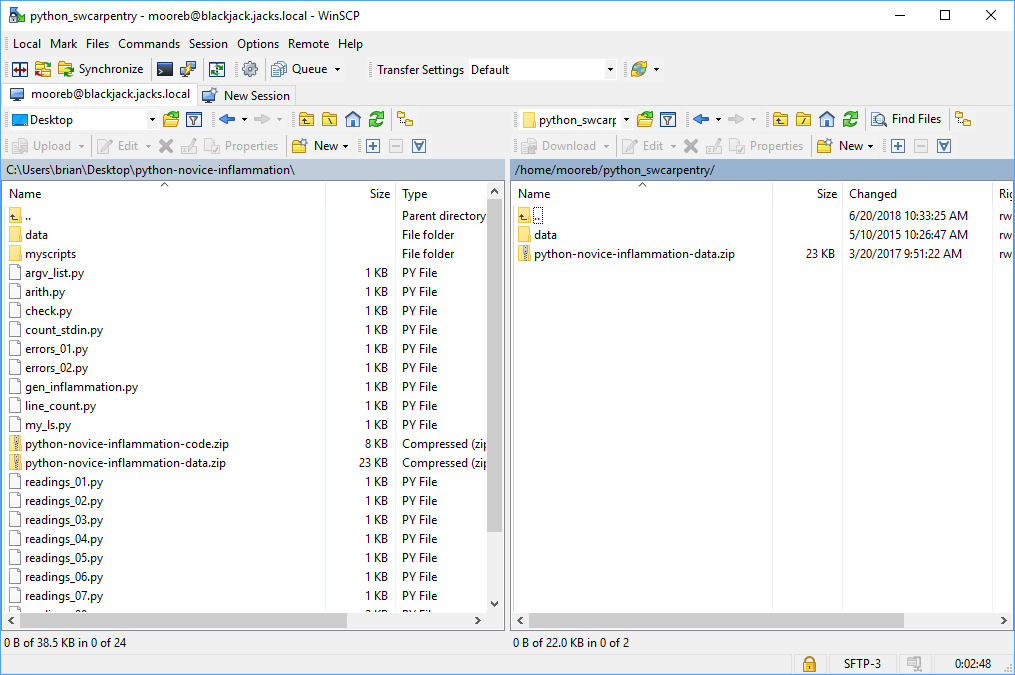 python_swcarpentry - mooreb@blackjack.jacks.local - WinSCP
Local Mark Files Commands Session Options Remote Help
Synchronize Queue Transfer Settings Default
mooreb@blackjack.jacks.local New Session
Desktop python_swcarp Find Files
Upload Edit Properties New Download Edit Properties New
C:\Users\brian\Desktop\python-novice-inflammation\ /home/mooreb/python_swcarpentry/
Name Size Type Name Size Changed Rig
.. Parent directory .. 6/20/2018 10:33:25 AM rw
data File folder data 5/10/2015 10:26:47 AM rw
myscripts File folder python-novice-inflammation-data.zip 23 KB 3/20/2017 9:51:22 AM rw
argv_list.py 1 KB PY File
arith.py 1 KB PY File
check.py 1 KB PY File
count_stdin.py 1 KB PY File
errors_01.py 1 KB PY File
errors_02.py 1 KB PY File
gen_inflammation.py 1 KB PY File
line_count.py 1 KB PY File
my_ls.py 1 KB PY File
python-novice-inflammation-code.zip 8 KB Compressed (zip
python-novice-inflammation-data.zip 23 KB Compressed (zip
readings_01.py 1 KB PY File
readings_02.py 1 KB PY File
readings_03.py 1 KB PY File
readings_04.py 1 KB PY File
readings_05.py 1 KB PY File
readings_06.py 1 KB PY File
readings_07.py 1 KB PY File
0 B of 38.5 KB in 0 of 24 0 B of 22.0 KB in 0 of 2
SFTP-3 0:02:48